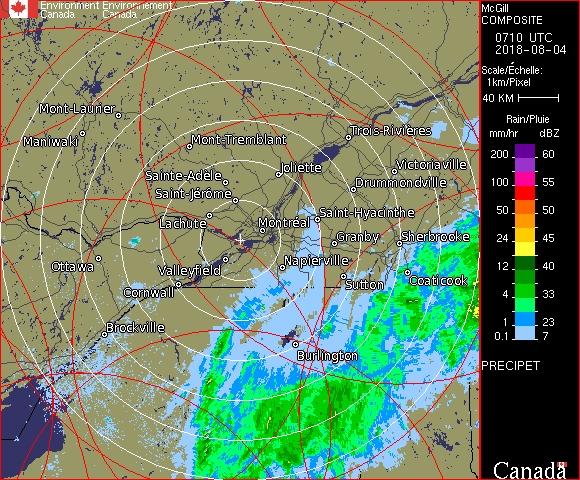 Environment Environnement
Canada Canada
McGill
COMPOSITE
0710 UTC
2018-08-04
Scale/Échelle:
1km/Pixel
40 KM
Rain/Pluie
mm/hr dBZ
200 60
100 55
50 50
24 45
12 40
4 33
1 23
0.1 7
PRECIPET
Canada
Mont-Laurier
Maniwaki
Mont-Tremblant
Trois-Rivières
Sainte-Adèle
Joliette
Victoriaville
Saint-Jérôme
Drummondville
Lachute
Montréal
Saint-Hyacinthe
Granby
Sherbrooke
Ottawa
Valleyfield
Napierville
Cornwall
Sutton
Coaticook
Brockville
Burlington